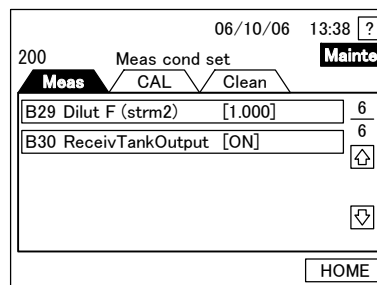 06/10/06 13:38 ?
200 Meas cond set Mainte
Meas CAL Clean
B29 Dilut F (strm2) [1.000]
B30 ReceivTankOutput [ON]
6
6
HOME